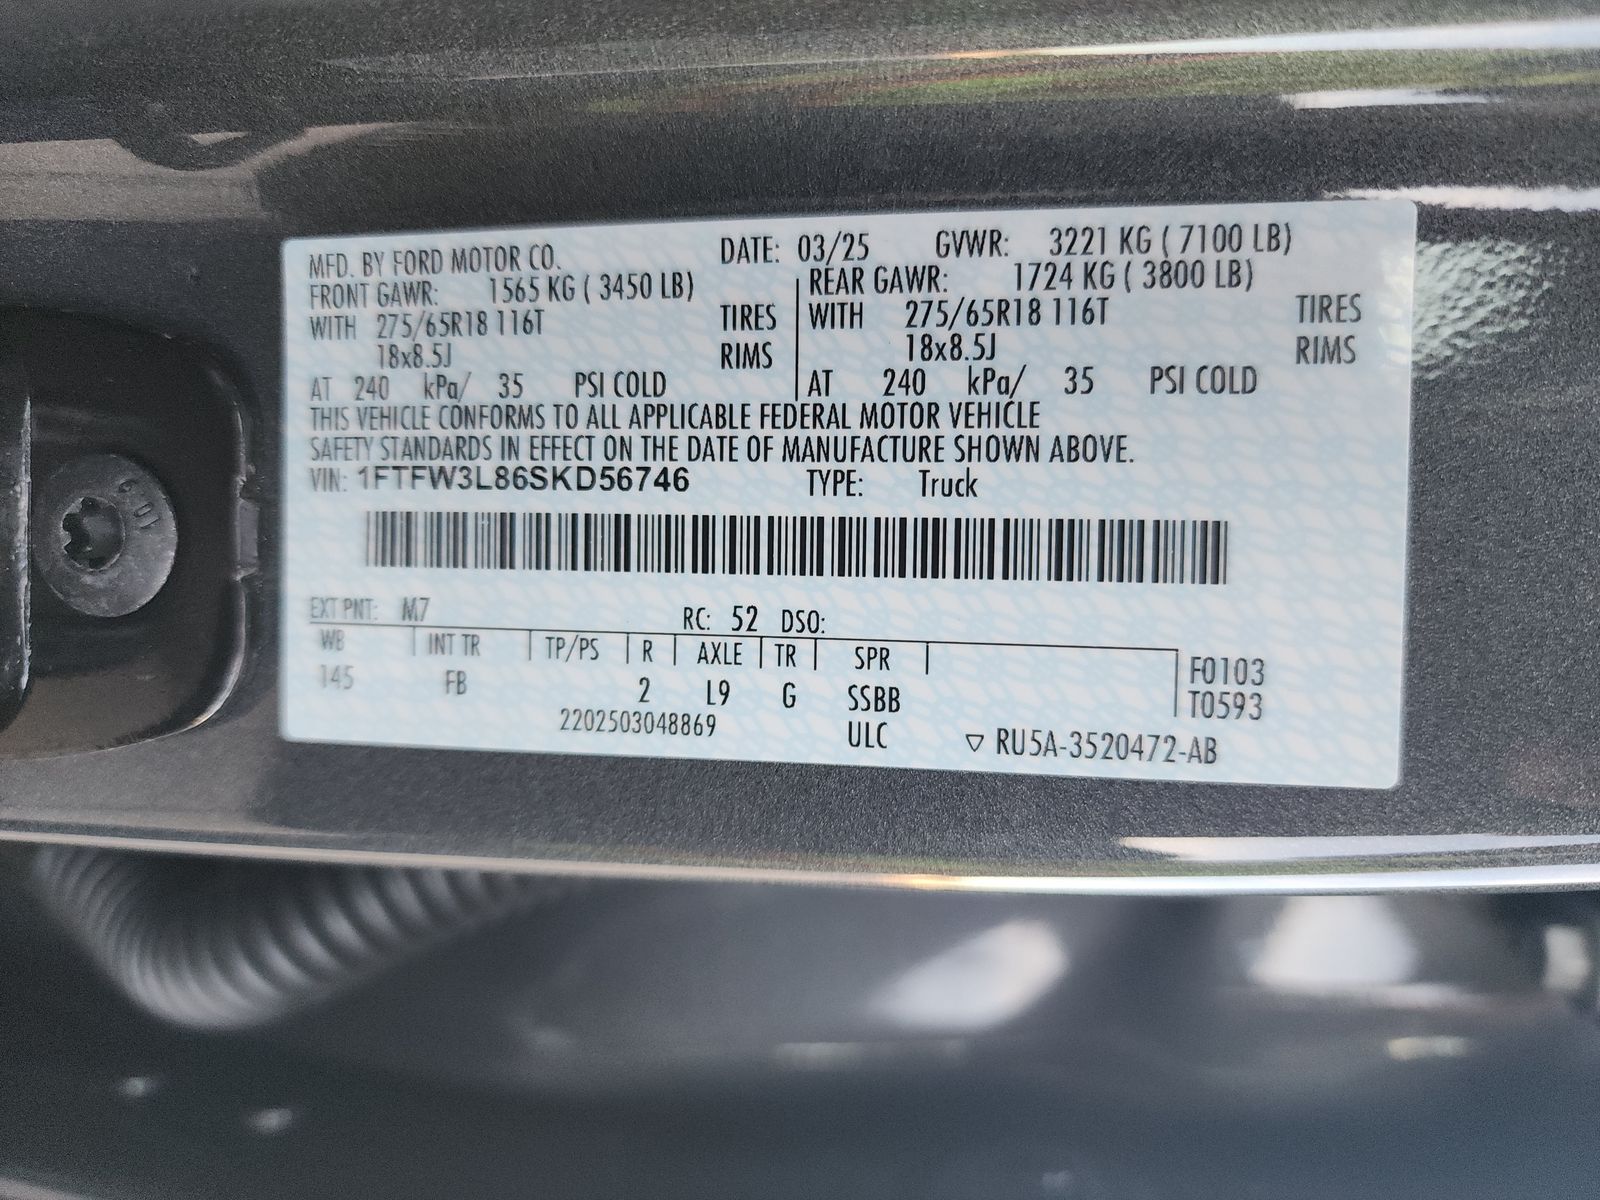 MFD. BY FORD MOTOR CO. DATE: 03/25 GVWR: 3221 KG ( 7100 LB)
FRONT GAWR: 1565 KG ( 3450 LB) REAR GAWR: 1724 KG ( 3800 LB)
WITH 275/65R18 116T TIRES WITH 275/65R18 116T TIRES
18x8.5J RIMS 18x8.5J RIMS
AT 240 kPa/ 35 PSI COLD AT 240 kPa/ 35 PSI COLD
THIS VEHICLE CONFORMS TO ALL APPLICABLE FEDERAL MOTOR VEHICLE
SAFETY STANDARDS IN EFFECT ON THE DATE OF MANUFACTURE SHOWN ABOVE.
VIN: 1FTFW3L86SKD56746 TYPE: Truck
EXT PNT: M7 RC: 52 DSO:
WB INT TR TP/PS R AXLE TR SPR F0103
145 FB 2 L9 G SSBB T0593
2202503048869 ULC RU5A-3520472-AB